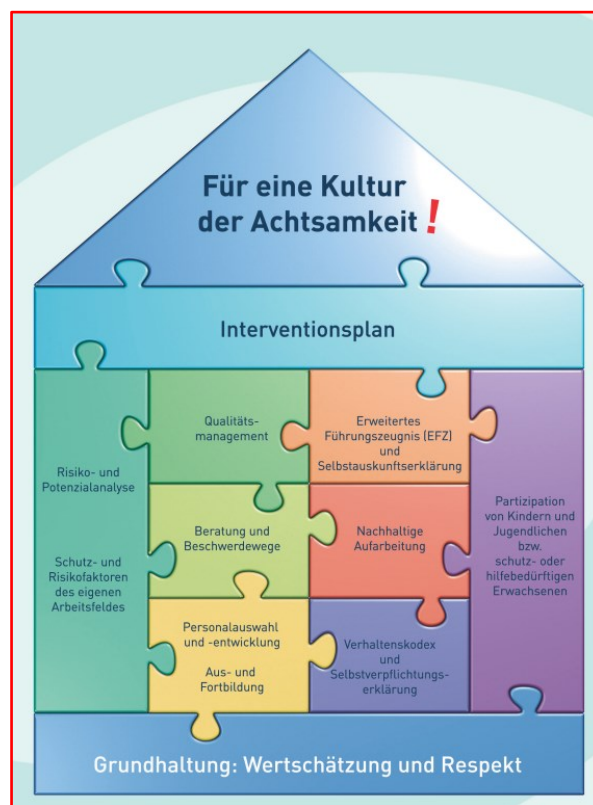 Für eine Kultur
der Achtsamkeit!
Interventionsplan
Risiko- und
Potenzialanalyse
Schutz- und
Risikofaktoren
des eigenen
Arbeitsfeldes
Qualitäts-
management
Erweitertes
Führungszeugnis (EFZ)
und
Selbstauskunftserklärung
Beratung und
Beschwerdewege
Nachhaltige
Aufarbeitung
Personalauswahl
und -entwicklung
Aus- und
Fortbildung
Verhaltenskodex
und
Selbstverpflichtungs-
erklärung
Partizipation
von Kindern und
Jugendlichen
bzw.
schutz- oder
hilfebedürftigen
Erwachsenen
Grundhaltung: Wertschätzung und Respekt